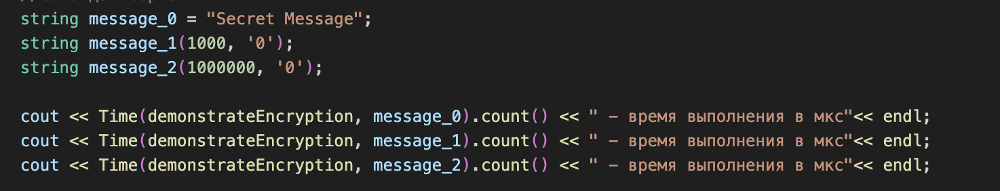 string message_0 = "Secret Message";
string message_1(1000, '0');
string message_2(1000000, '0');
cout << Time(demonstrateEncryption, message_0).count() << " - время выполнения в мкс"<< endl;
cout << Time(demonstrateEncryption, message_1).count() << " - время выполнения в мкс"<< endl;
cout << Time(demonstrateEncryption, message_2).count() << " - время выполнения в мкс"<< endl;